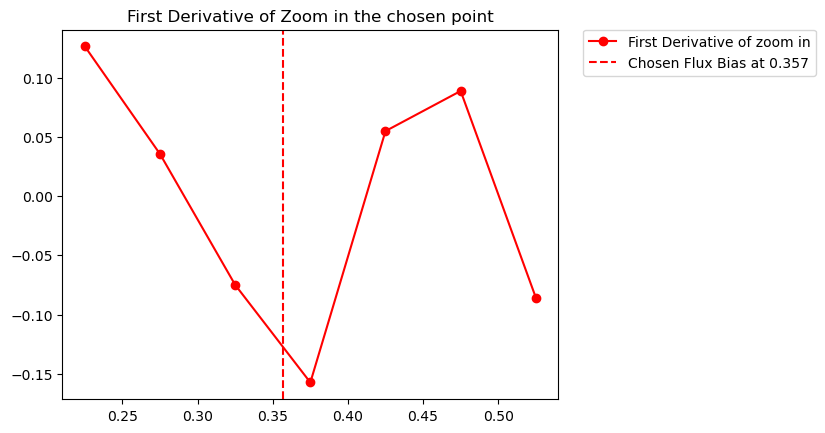 First Derivative of Zoom in the chosen point
First Derivative of zoom in
Chosen Flux Bias at 0.357
0.10
0.05
0.00
−0.05
−0.10
−0.15
0.25 0.30 0.35 0.40 0.45 0.50